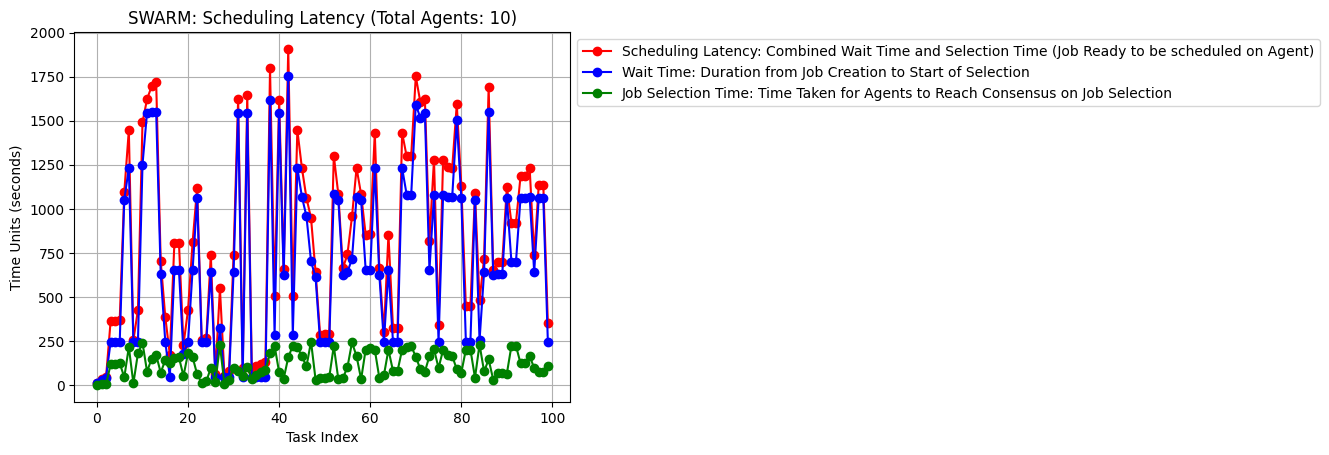 SWARM: Scheduling Latency (Total Agents: 10)
Scheduling Latency: Combined Wait Time and Selection Time (Job Ready to be scheduled on Agent)
Wait Time: Duration from Job Creation to Start of Selection
Job Selection Time: Time Taken for Agents to Reach Consensus on Job Selection
Time Units (seconds)
2000
1750
1500
1250
1000
750
500
250
0
0 20 40 60 80 100
Task Index